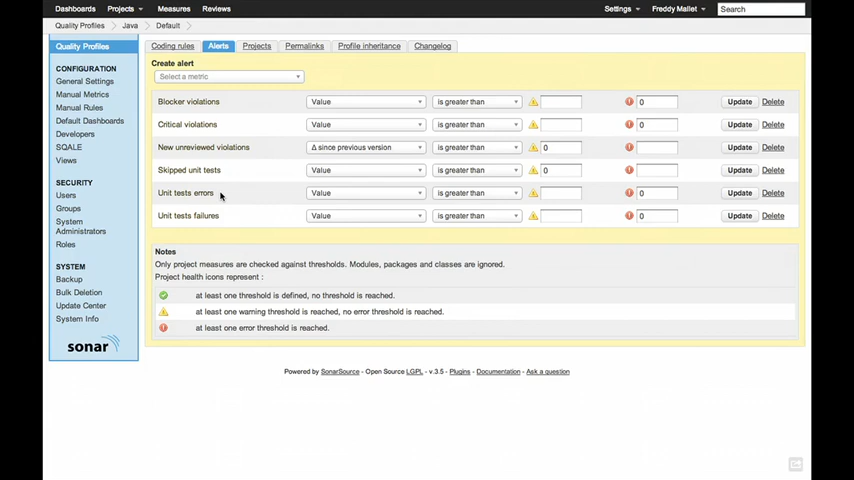 Dashboards Projects Measures Reviews Settings Freddy Mallet Search
Quality Profiles Java Default
Quality Profiles
CONFIGURATION
General Settings
Manual Metrics
Manual Rules
Default Dashboards
Developers
SQALE
Views
SECURITY
Users
Groups
System
Administrators
Roles
SYSTEM
Backup
Bulk Deletion
Update Center
System Info
sonar
Coding rules Alerts Projects Permalinks Profile inheritance Changelog
Create alert
Select a metric
Blocker violations Value is greater than 0 Update Delete
Critical violations Value is greater than 0 Update Delete
New unreviewed violations Δ since previous version is greater than 0 Update Delete
Skipped unit tests Value is greater than 0 Update Delete
Unit tests errors Value is greater than 0 Update Delete
Unit tests failures Value is greater than 0 Update Delete
Notes
Only project measures are checked against thresholds. Modules, packages and classes are ignored.
Project health icons represent :
at least one threshold is defined, no threshold is reached.
at least one warning threshold is reached, no error threshold is reached.
at least one error threshold is reached.
Powered by SonarSource - Open Source LGPL - v.3.5 - Plugins - Documentation - Ask a question